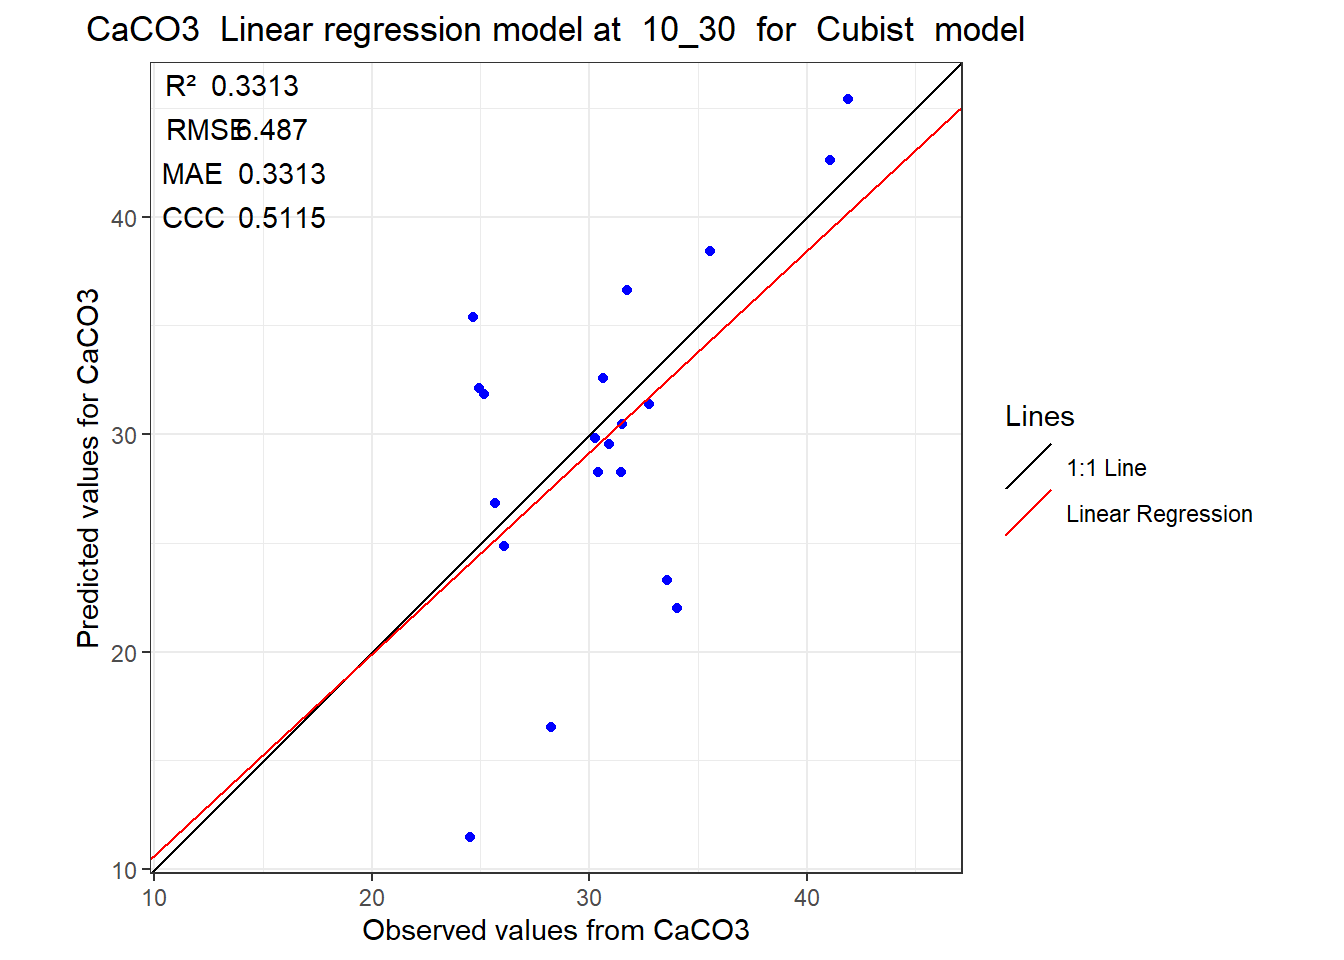 CaCO3 Linear regression model at 10_30 for Cubist model
R² 0.3313
RMSE 6.487
MAE 0.3313
CCC 0.5115
40
30
20
10
10 20 30 40
Observed values from CaCO3
Predicted values for CaCO3
Lines
1:1 Line
Linear Regression